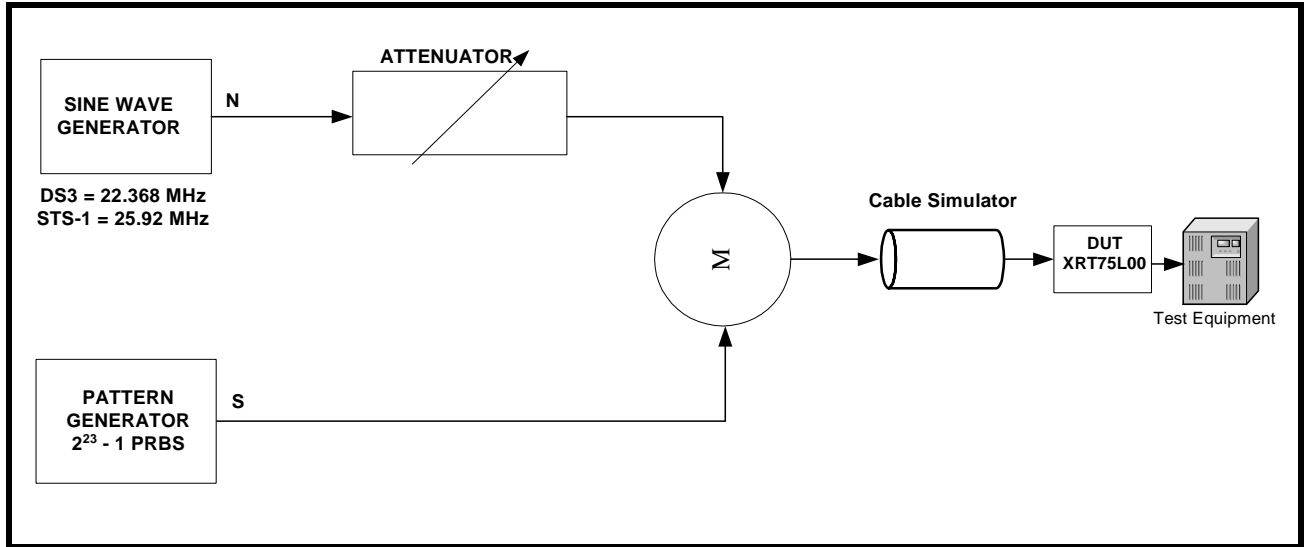 SINE WAVE
GENERATOR
N
DS3 = 22.368 MHz
STS-1 = 25.92 MHz
ATTENUATOR
M
Cable Simulator
DUT
XRT75L00
Test Equipment
PATTERN
GENERATOR
2²³ - 1 PRBS
S